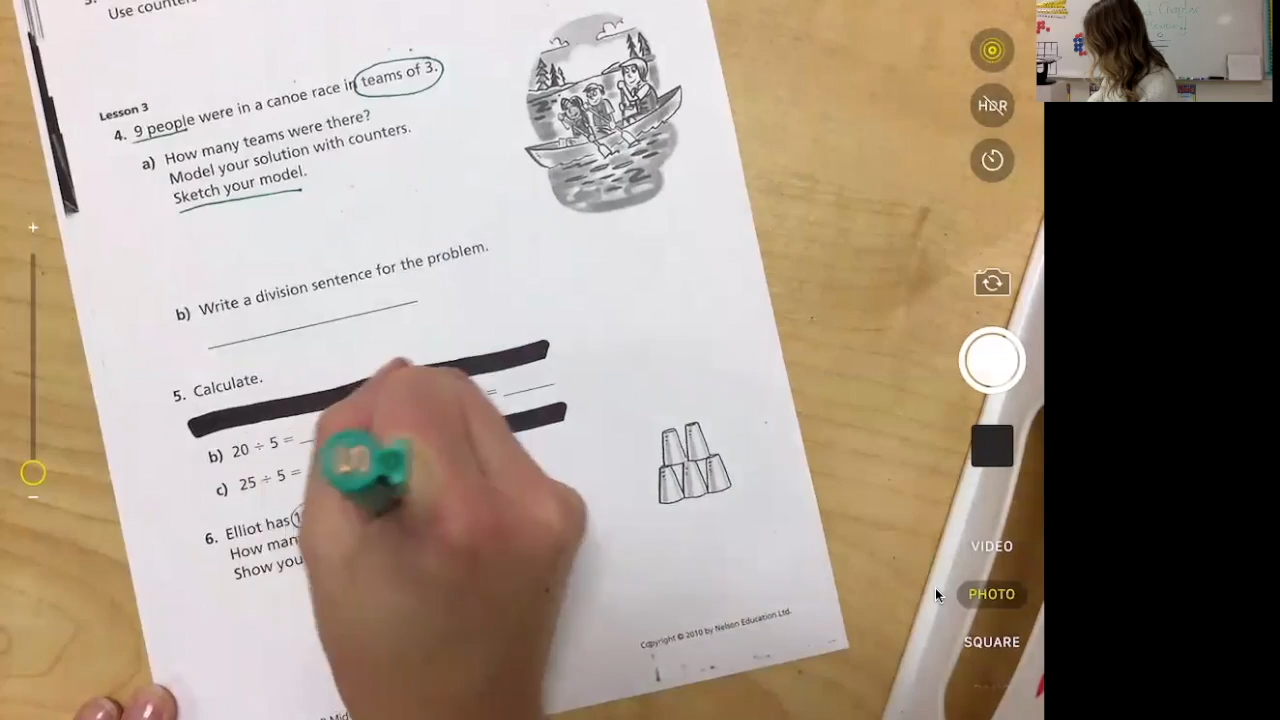 Use counter
Lesson 3
4. 9 people were in a canoe race in teams of 3.
a) How many teams were there?
Model your solution with counters.
Sketch your model.
b) Write a division sentence for the problem.
5. Calculate.
=
b) 20 ÷ 5 =
c) 25 ÷ 5 =
6. Elliot has 1
How man
Show you
Copyright © 2010 by Nelson Education Ltd.
HDR
VIDEO
PHOTO
SQUARE